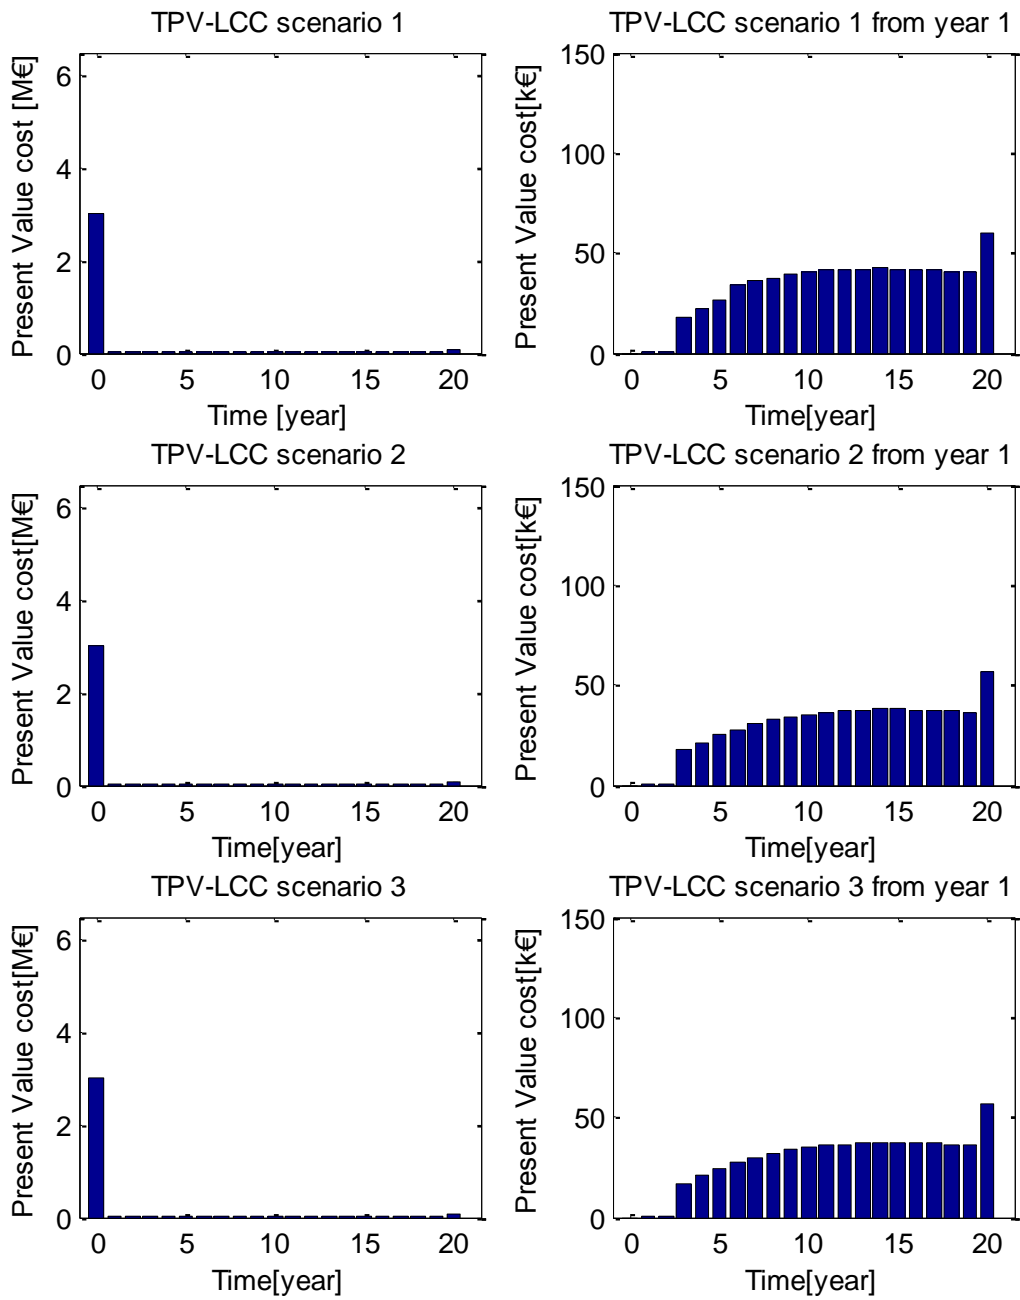 TPV-LCC scenario 1
Present Value cost [M€]
6
4
2
0
0 5 10 15 20
Time [year]
TPV-LCC scenario 1 from year 1
Present Value cost[k€]
150
100
50
0
0 5 10 15 20
Time[year]
TPV-LCC scenario 2
Present Value cost[M€]
6
4
2
0
0 5 10 15 20
Time[year]
TPV-LCC scenario 2 from year 1
Present Value cost[k€]
150
100
50
0
0 5 10 15 20
Time[year]
TPV-LCC scenario 3
Present Value cost[M€]
6
4
2
0
0 5 10 15 20
Time[year]
TPV-LCC scenario 3 from year 1
Present Value cost[k€]
150
100
50
0
0 5 10 15 20
Time[year]